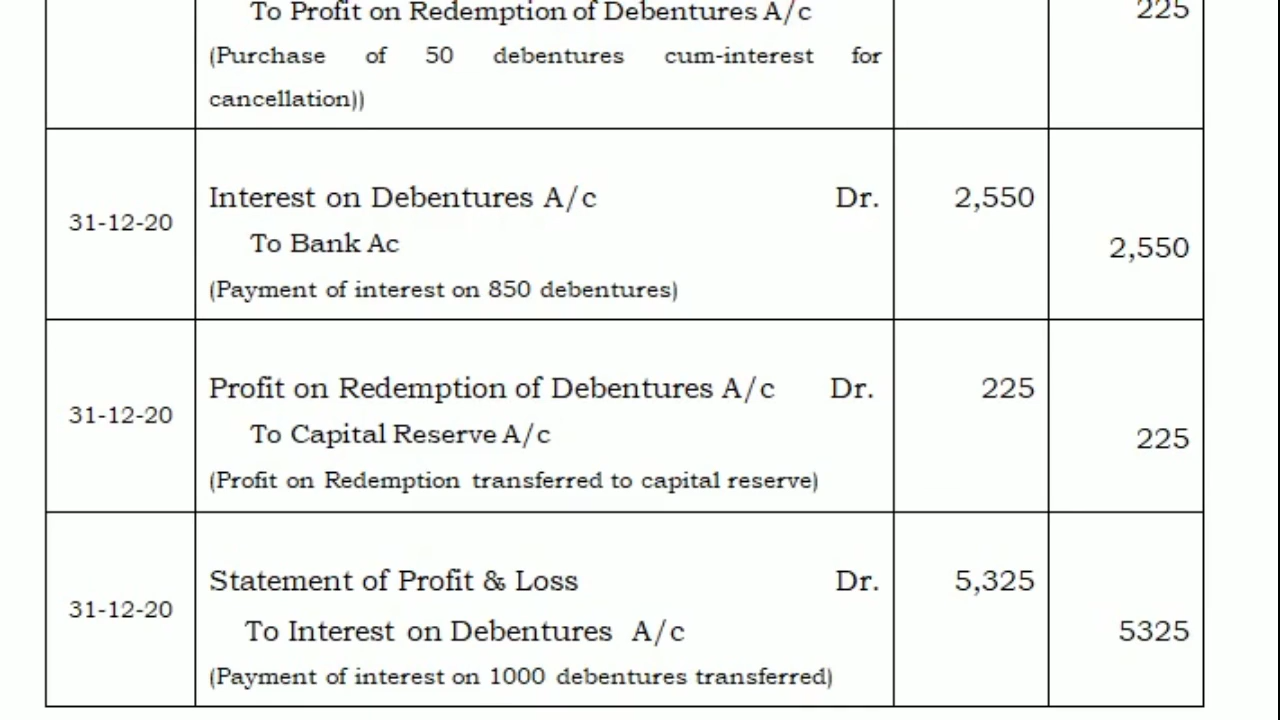 To Profit on Redemption of Debentures A/c 225
(Purchase of 50 debentures cum-interest for
cancellation))
Interest on Debentures A/c Dr. 2,550
31-12-20
To Bank Ac 2,550
(Payment of interest on 850 debentures)
Profit on Redemption of Debentures A/c Dr. 225
31-12-20
To Capital Reserve A/c 225
(Profit on Redemption transferred to capital reserve)
Statement of Profit & Loss Dr. 5,325
31-12-20
To Interest on Debentures A/c 5325
(Payment of interest on 1000 debentures transferred)